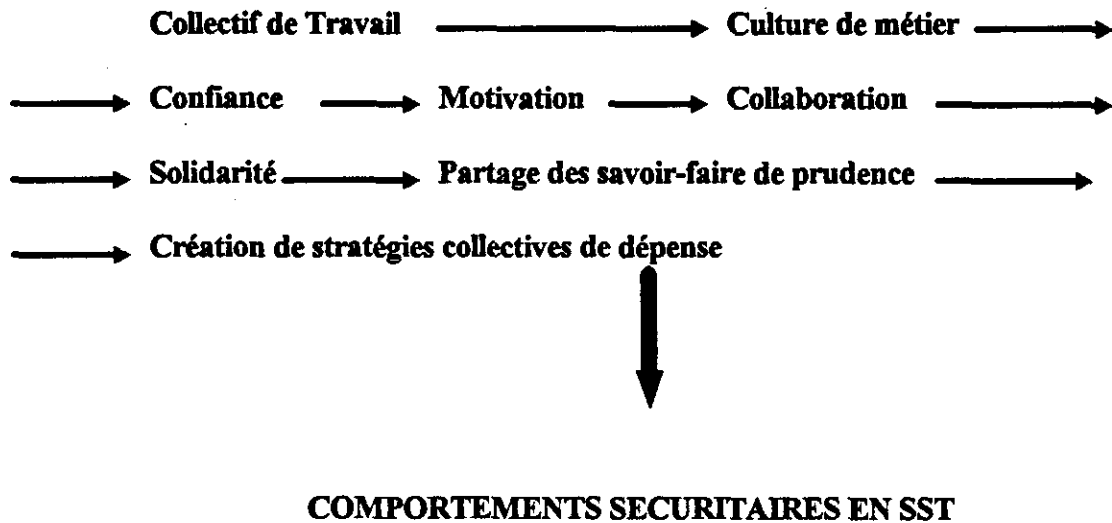 Collectif de Travail Culture de métier
Confiance Motivation Collaboration
Solidarité Partage des savoir-faire de prudence
Création de stratégies collectives de dépense
COMPORTEMENTS SECURITAIRES EN SST